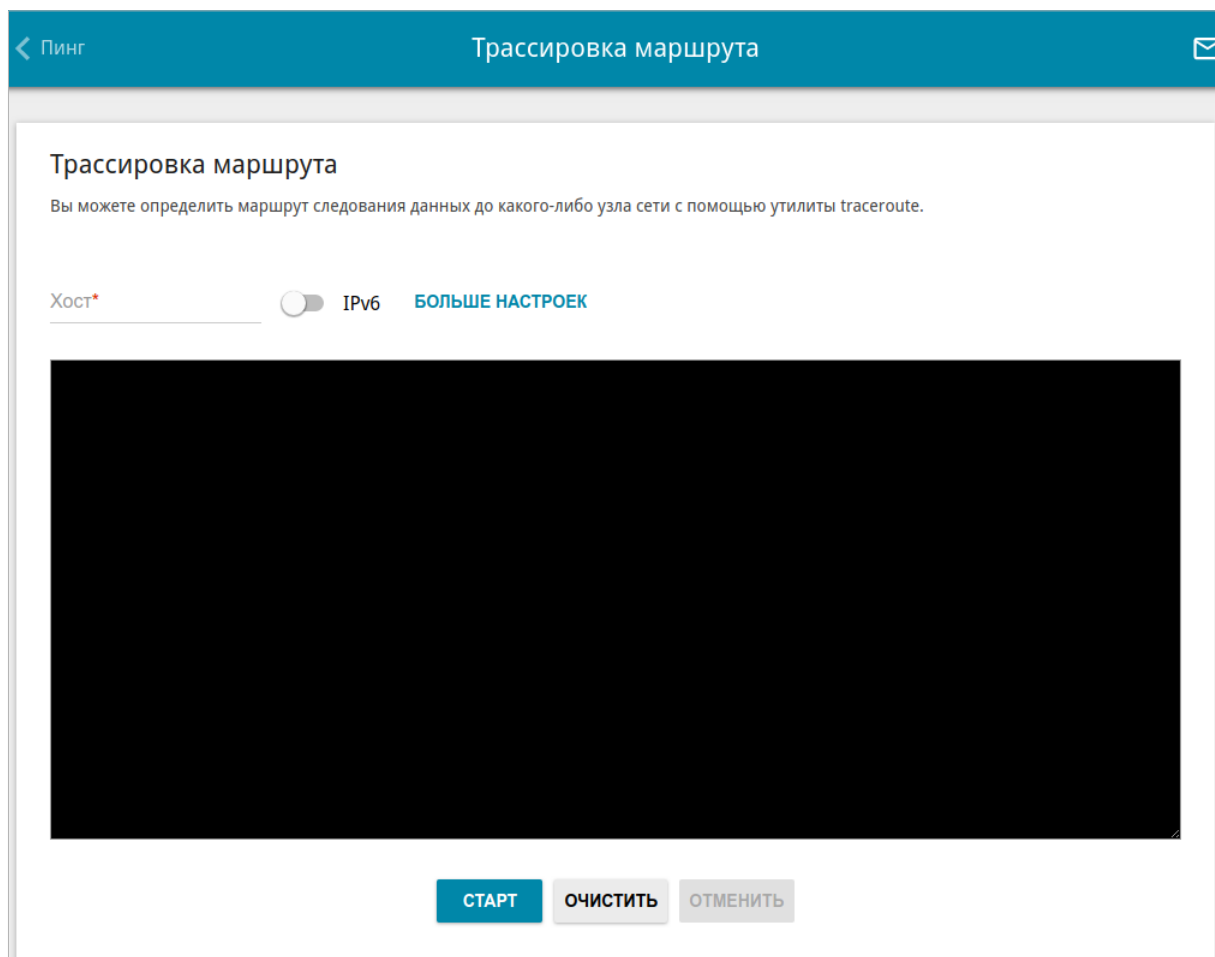 Пинг
Трассировка маршрута
Трассировка маршрута
Вы можете определить маршрут следования данных до какого-либо узла сети с помощью утилиты traceroute.
Хост*
IPv6
БОЛЬШЕ НАСТРОЕК
СТАРТ
ОЧИСТИТЬ
ОТМЕНИТЬ